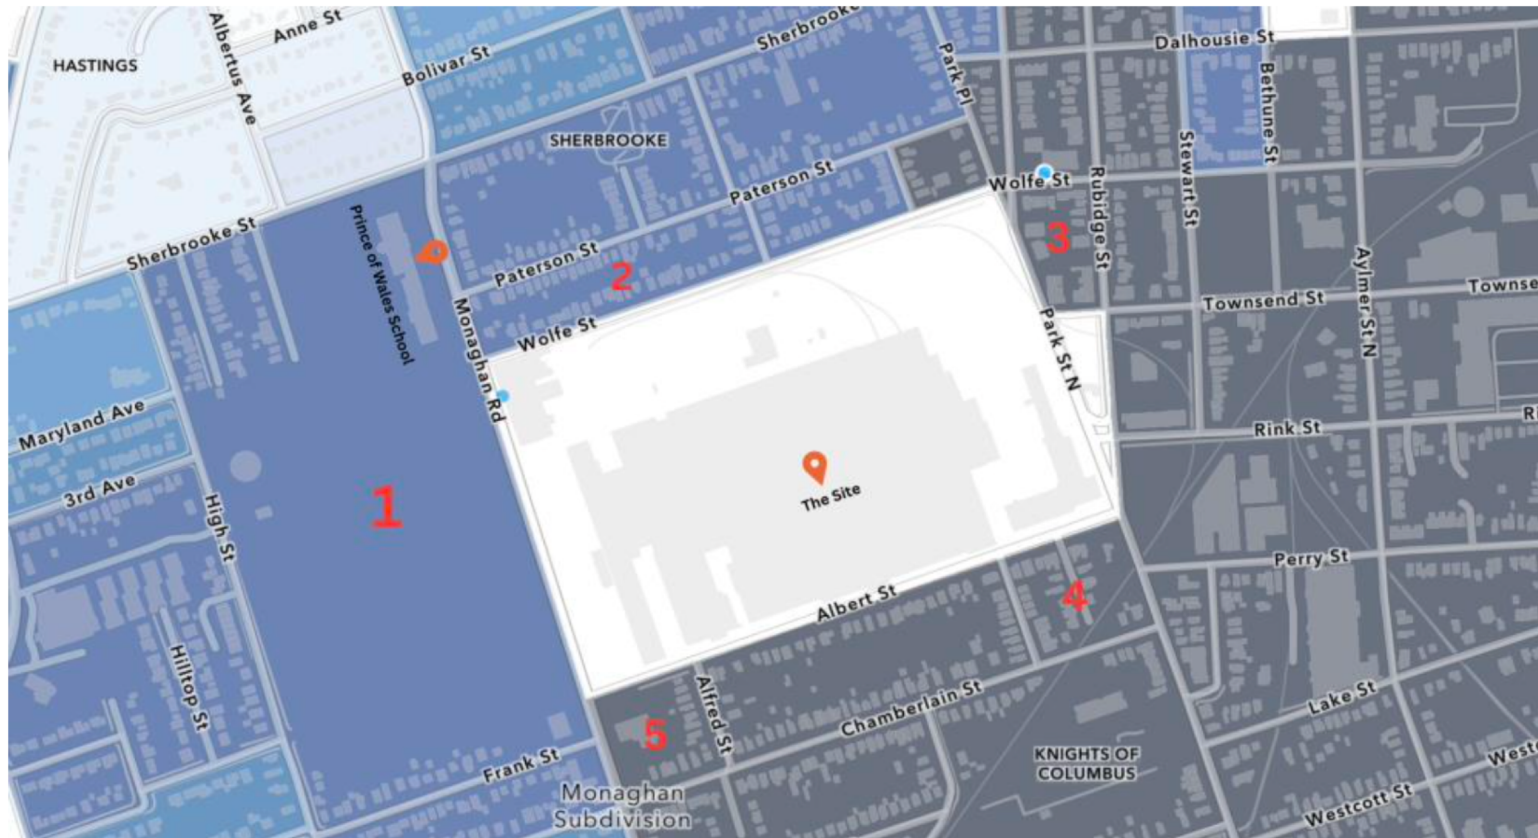 Anne St
Albertus Ave
HASTINGS
Bolivar St
Sherbrooke
Park Pl
Dalhousie St
Bethune St
SHERBROOKE
Stewart St
Paterson St
Wolfe St
Rubidge St
Sherbrooke St
Prince of Wales School
Paterson St
2
3
Aylmer St N
Townsend St
Townse
Wolfe St
Monaghan Rd
Park St N
Maryland Ave
Rink St
Ri
3rd Ave
The Site
1
High St
Perry St
Albert St
4
Hilltop St
Alfred St
Chamberlain St
Lake St
5
Frank St
KNIGHTS OF
COLUMBUS
Westc
Monaghan
Subdivision
Westcott St